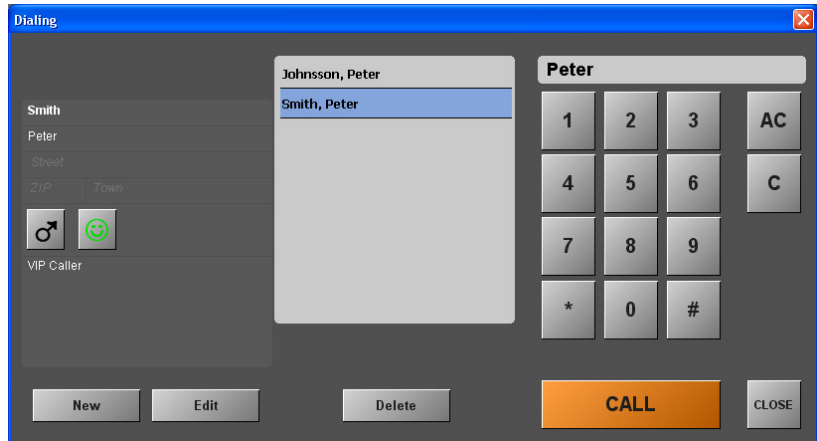 Dialing
Smith
Peter
Street
ZIP Town
VIP Caller
Johnsson, Peter
Smith, Peter
Peter
1 2 3 AC
4 5 6 C
7 8 9
* 0 #
New Edit Delete CALL CLOSE